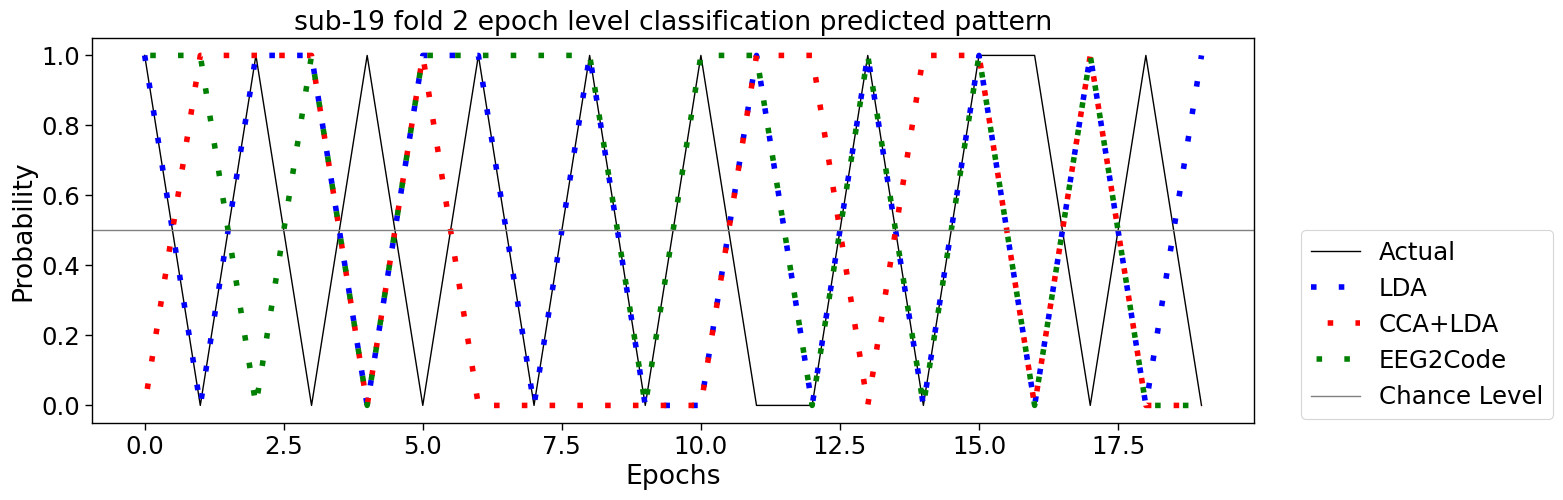 sub-19 fold 2 epoch level classification predicted pattern
Probability
1.0
0.8
0.6
0.4
0.2
0.0
0.0 2.5 5.0 7.5 10.0 12.5 15.0 17.5
Epochs
Actual
LDA
CCA+LDA
EEG2Code
Chance Level